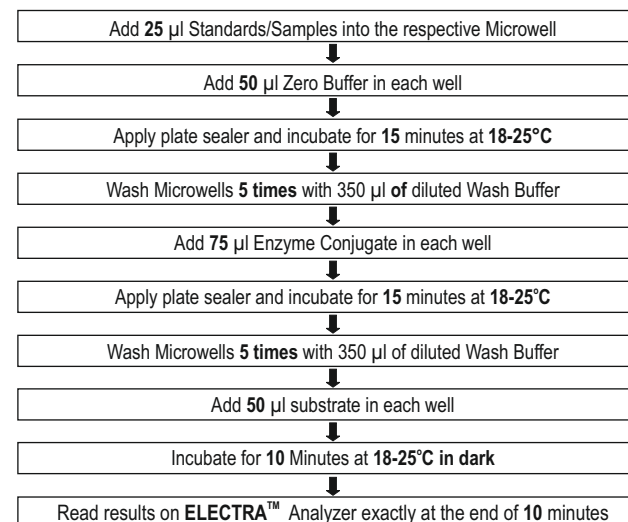 Add 25 µl Standards/Samples into the respective Microwell
Add 50 µl Zero Buffer in each well
Apply plate sealer and incubate for 15 minutes at 18-25°C
Wash Microwells 5 times with 350 µl of diluted Wash Buffer
Add 75 µl Enzyme Conjugate in each well
Apply plate sealer and incubate for 15 minutes at 18-25°C
Wash Microwells 5 times with 350 µl of diluted Wash Buffer
Add 50 µl substrate in each well
Incubate for 10 Minutes at 18-25°C in dark
Read results on ELECTRA™ Analyzer exactly at the end of 10 minutes